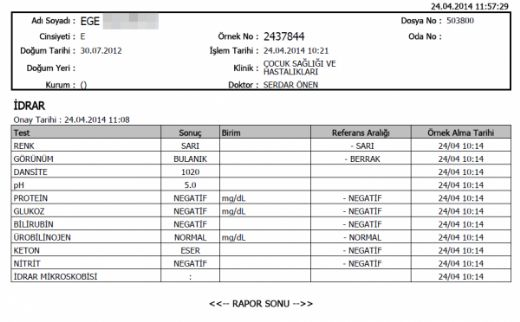 24.04.2014 11:57:29
Adı Soyadı : EGE Dosya No : 503800
Cinsiyeti : E Örnek No : 2437844 Oda No :
Doğum Tarihi : 30.07.2012 İşlem Tarihi : 24.04.2014 10:21
Doğum Yeri : Klinik : ÇOCUK SAĞLIĞI VE HASTALIKLARI
Kurum : () Doktor : SERDAR ÖNEN
İDRAR
Onay Tarihi : 24.04.2014 11:08
Test Sonuç Birim Referans Aralığı Örnek Alma Tarihi
RENK SARI - SARI 24/04 10:14
GÖRÜNÜM BULANIK - BERRAK 24/04 10:14
DANSİTE 1020 24/04 10:14
pH 5.0 24/04 10:14
PROTEİN NEGATİF mg/dL - NEGATİF 24/04 10:14
GLUKOZ NEGATİF mg/dL - NEGATİF 24/04 10:14
BİLİRUBİN NEGATİF - NEGATİF 24/04 10:14
ÜROBİLİNOJEN NORMAL mg/dL - NORMAL 24/04 10:14
KETON ESER - NEGATİF 24/04 10:14
NİTRİT NEGATİF - NEGATİF 24/04 10:14
IDRAR MİKROSKOBİSI : 24/04 10:14
<<-- RAPOR SONU -->>